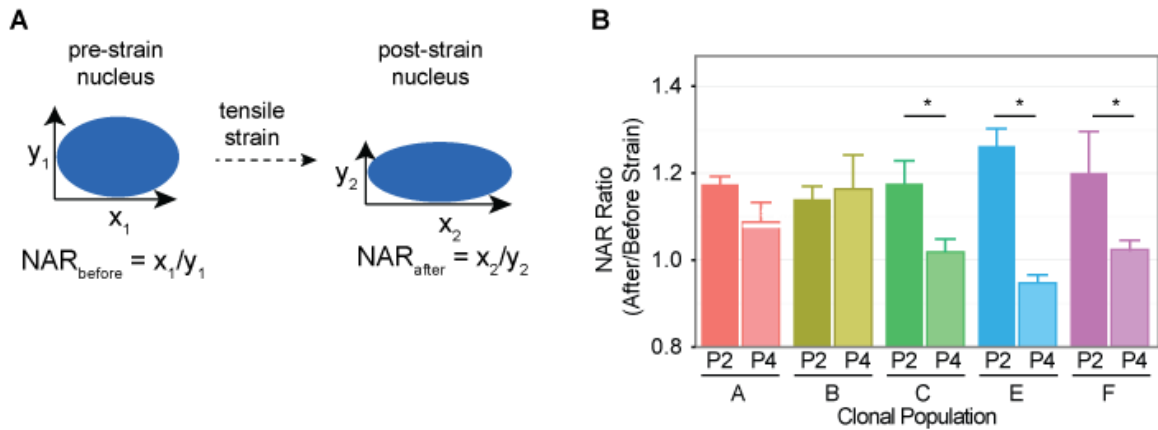 A
pre-strain
nucleus
post-strain
nucleus
tensile
strain
y1
x1
y2
x2
NARbefore = x1/y1
NARafter = x2/y2
B
NAR Ratio
(After/Before Strain)
1.4
1.2
1.0
0.8
* * *
P2 P4 P2 P4 P2 P4 P2 P4 P2 P4
A B C E F
Clonal Population